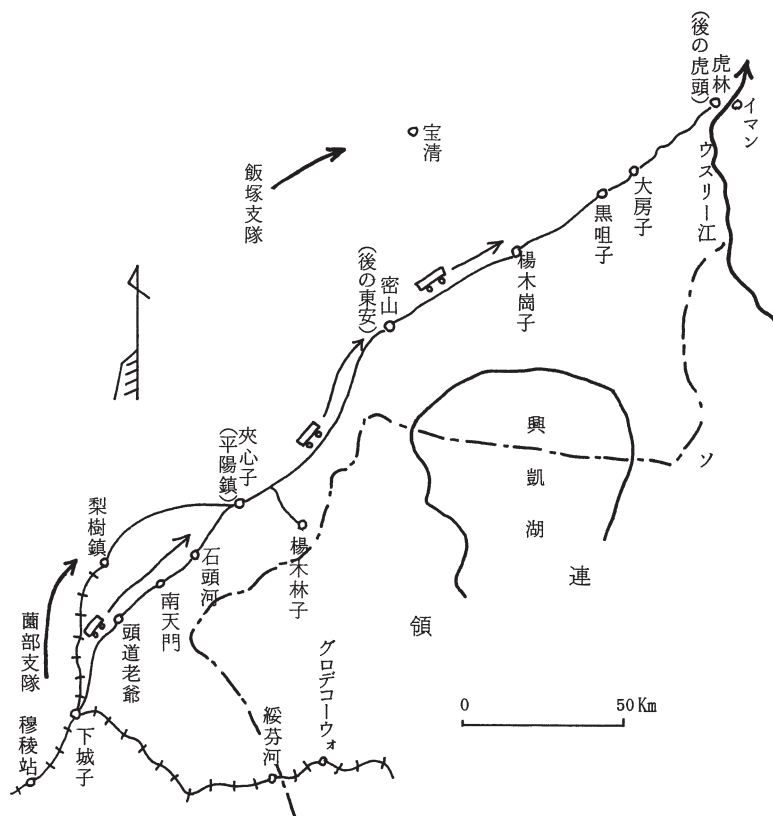 虎林
(後の虎頭)
イマン
ウスリー江
宝清
飯塚支隊
大房子
黒咀子
楊木崗子
密山
(後の東安)
興凱湖
ソ
連
領
夾心子
(平陽鎮)
梨樹鎮
石頭河
楊木林子
南天門
頭道老爺
薗部支隊
下城子
穆稜站
綏芬河
グロデコーウォ
0 50Km